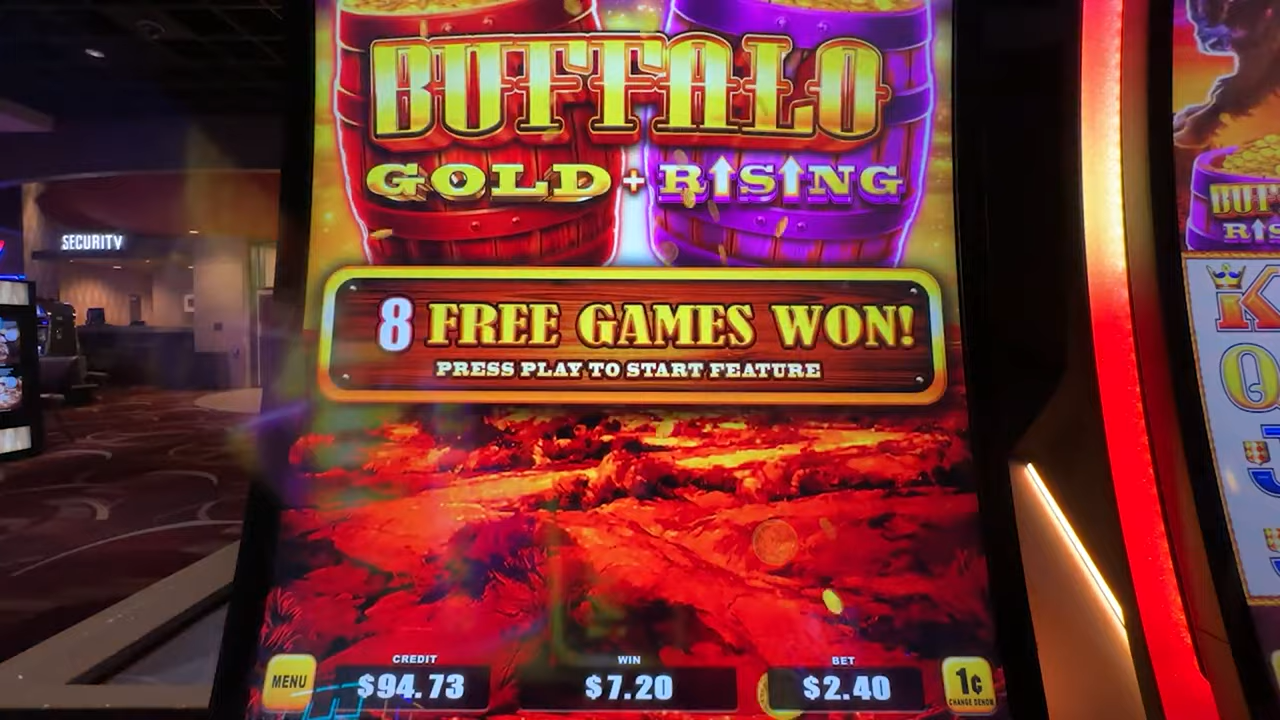 BUFFALO
GOLD + RISING
SECURITY
8 FREE GAMES WON!
PRESS PLAY TO START FEATURE
K
Q
J
MENU
CREDIT
$94.73
WIN
$7.20
BET
$2.40
1¢
CHANGE DENOM